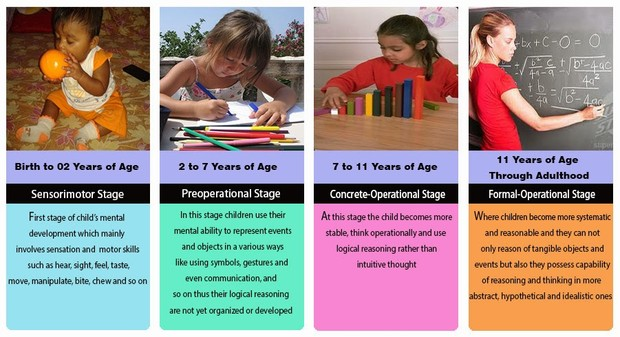 Birth to 02 Years of Age
Sensorimotor Stage
First stage of child's mental
development which mainly
involves sensation and motor skills
such as hear, sight, feel, taste,
move, manipulate, bite, chew and so on
2 to 7 Years of Age
Preoperational Stage
In this stage children use their
mental ability to represent events
and objects in a various ways
like using symbols, gestures and
even communication, and
so on thus their logical reasoning
are not yet organized or developed
7 to 11 Years of Age
Concrete-Operational Stage
At this stage the child becomes more
stable, think operationally and use
logical reasoning rather than
intuitive thought
11 Years of Age
Through Adulthood
Formal-Operational Stage
Where children become more systematic
and reasonable and they can not
only reason of tangible objects and
events but also they possess capability
of reasoning and thinking in more
abstract, hypothetical and idealistic ones